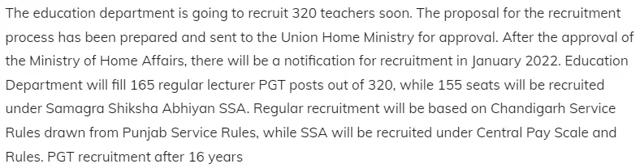 The education department is going to recruit 320 teachers soon. The proposal for the recruitment
process has been prepared and sent to the Union Home Ministry for approval. After the approval of
the Ministry of Home Affairs, there will be a notification for recruitment in January 2022. Education
Department will fill 165 regular lecturer PGT posts out of 320, while 155 seats will be recruited
under Samagra Shiksha Abhiyan SSA. Regular recruitment will be based on Chandigarh Service
Rules drawn from Punjab Service Rules, while SSA will be recruited under Central Pay Scale and
Rules. PGT recruitment after 16 years